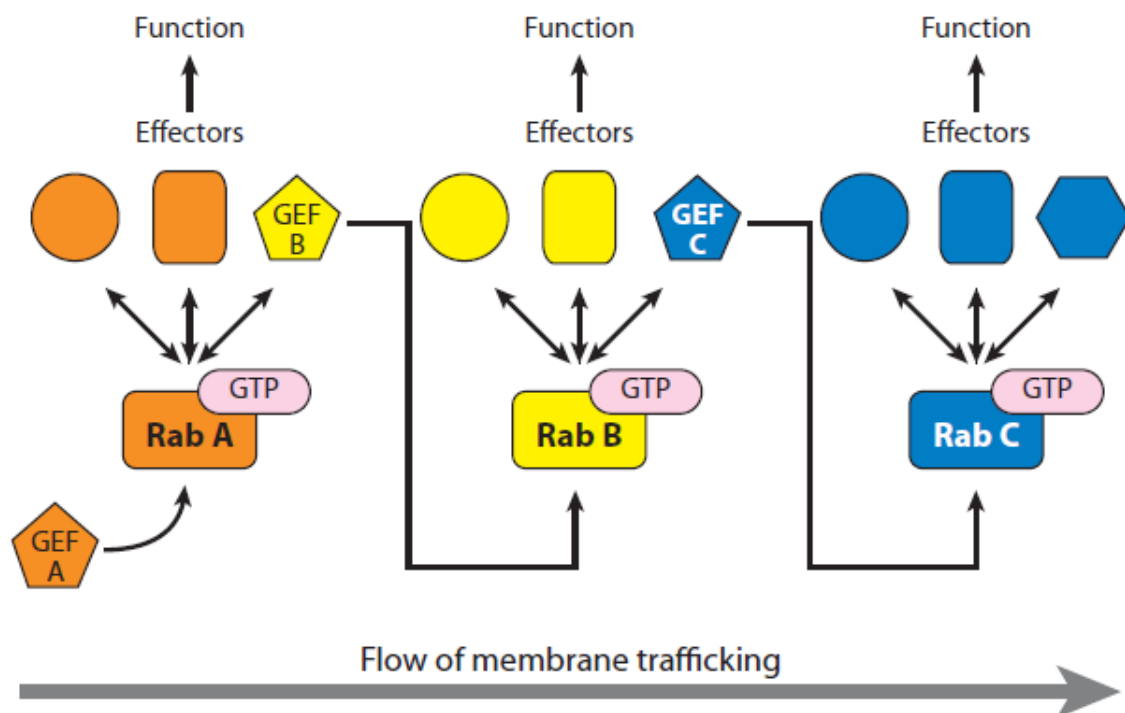 Function
Function
Function
Effectors
Effectors
Effectors
GEF
B
GEF
C
GTP
GTP
GTP
Rab A
Rab B
Rab C
GEF
A
Flow of membrane trafficking